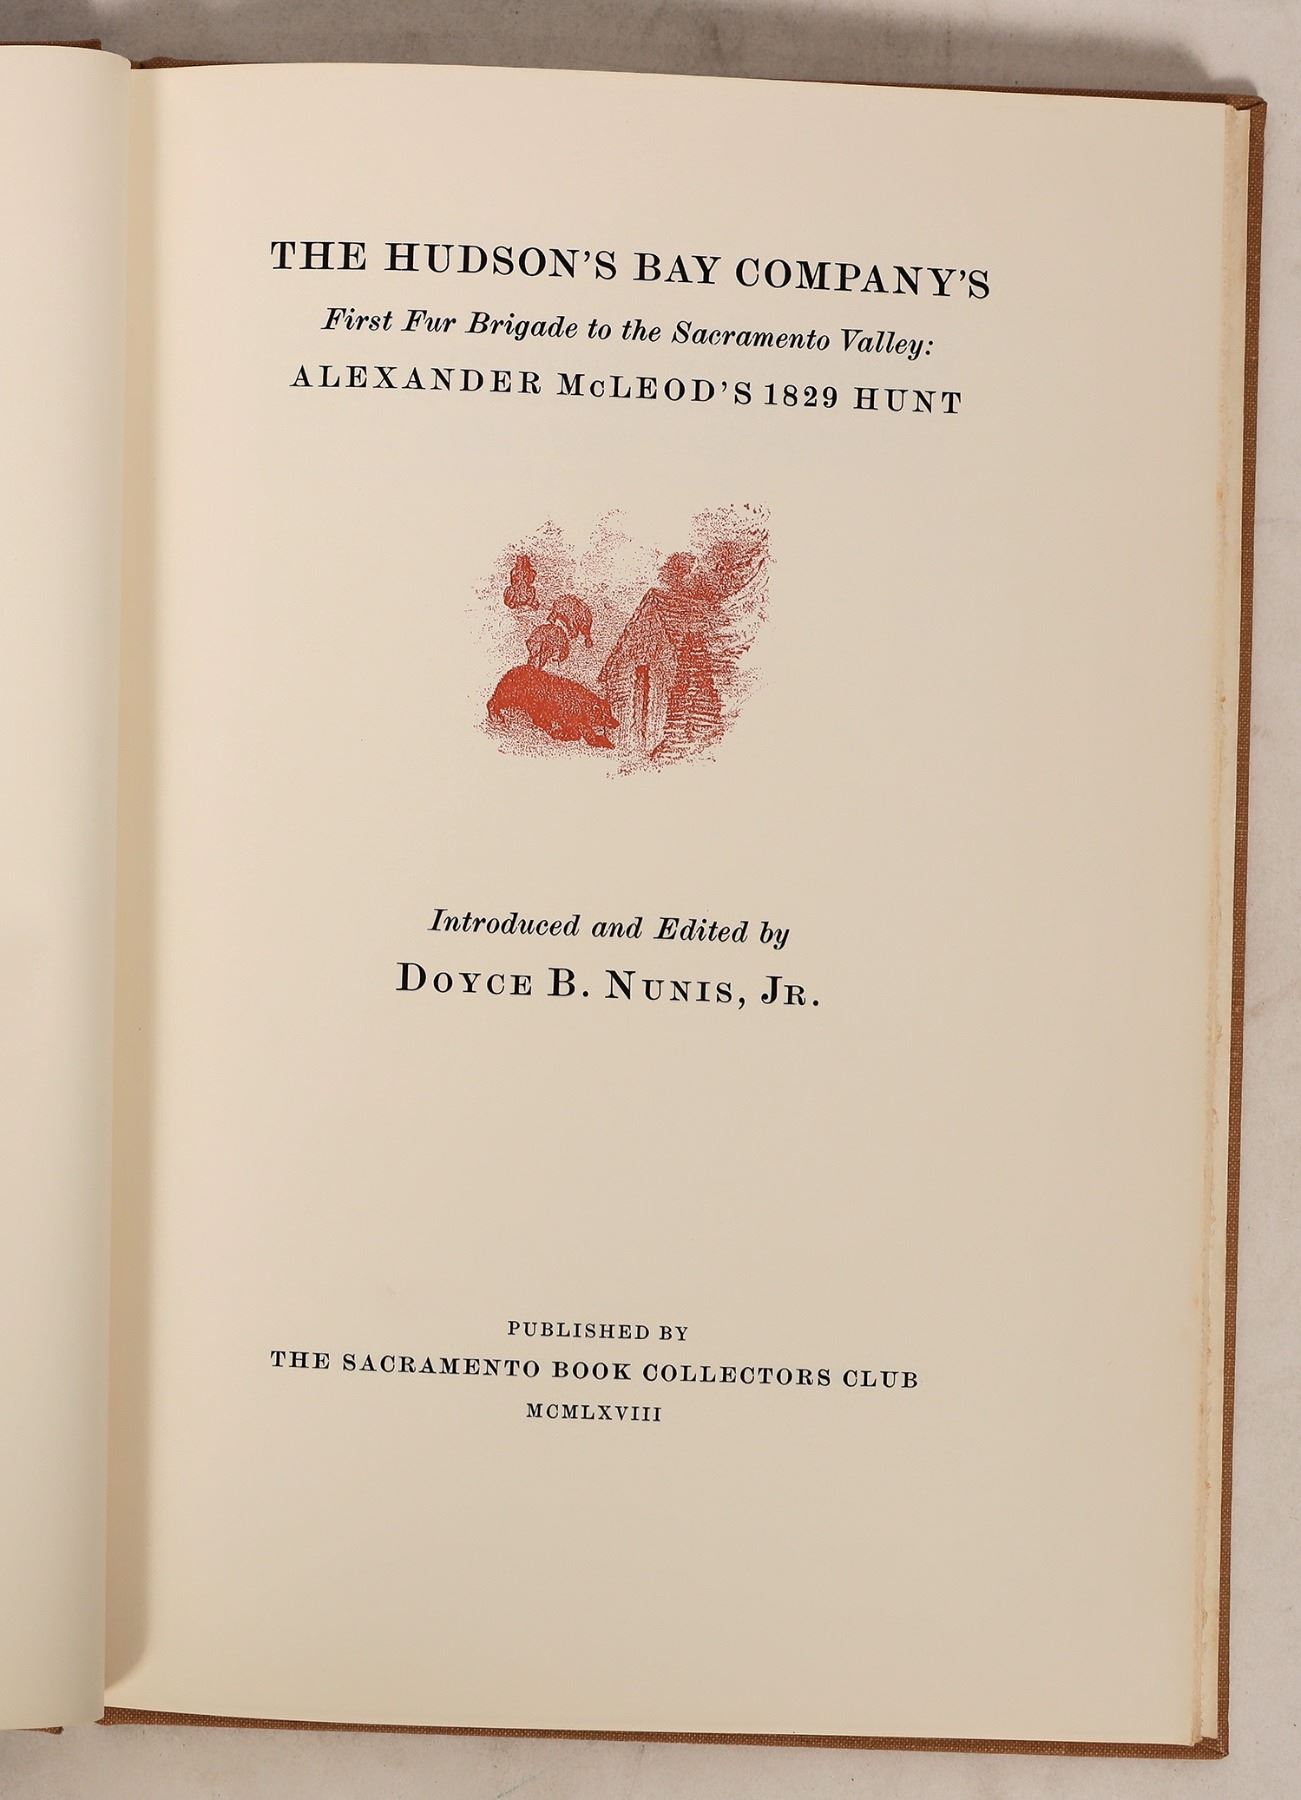 THE HUDSON'S BAY COMPANY'S
First Fur Brigade to the Sacramento Valley:
ALEXANDER McLEOD'S 1829 HUNT
Introduced and Edited by
DOYCE B. NUNIS, JR.
PUBLISHED BY
THE SACRAMENTO BOOK COLLECTORS CLUB
MCMLXVIII